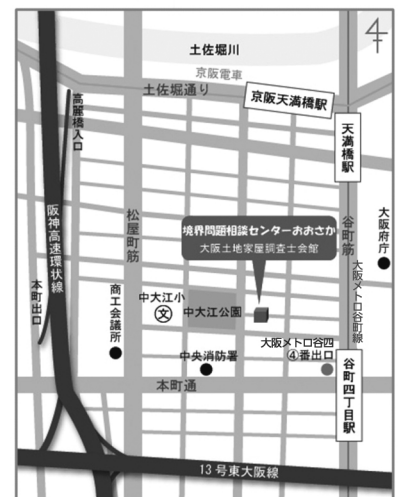 土佐堀川
京阪電車
土佐堀通り
京阪天満橋駅
高麗橋入口
天満橋駅
阪神高速環状線
松屋町筋
境界問題相談センターおおさか
大阪土地家屋調査士会館
谷町筋
大阪メトロ谷町線
大阪府庁
本町出口
商工会議所
中大江小
文
中大江公園
大阪メトロ谷四
④番出口
中央消防署
谷町四丁目駅
本町通
13号東大阪線